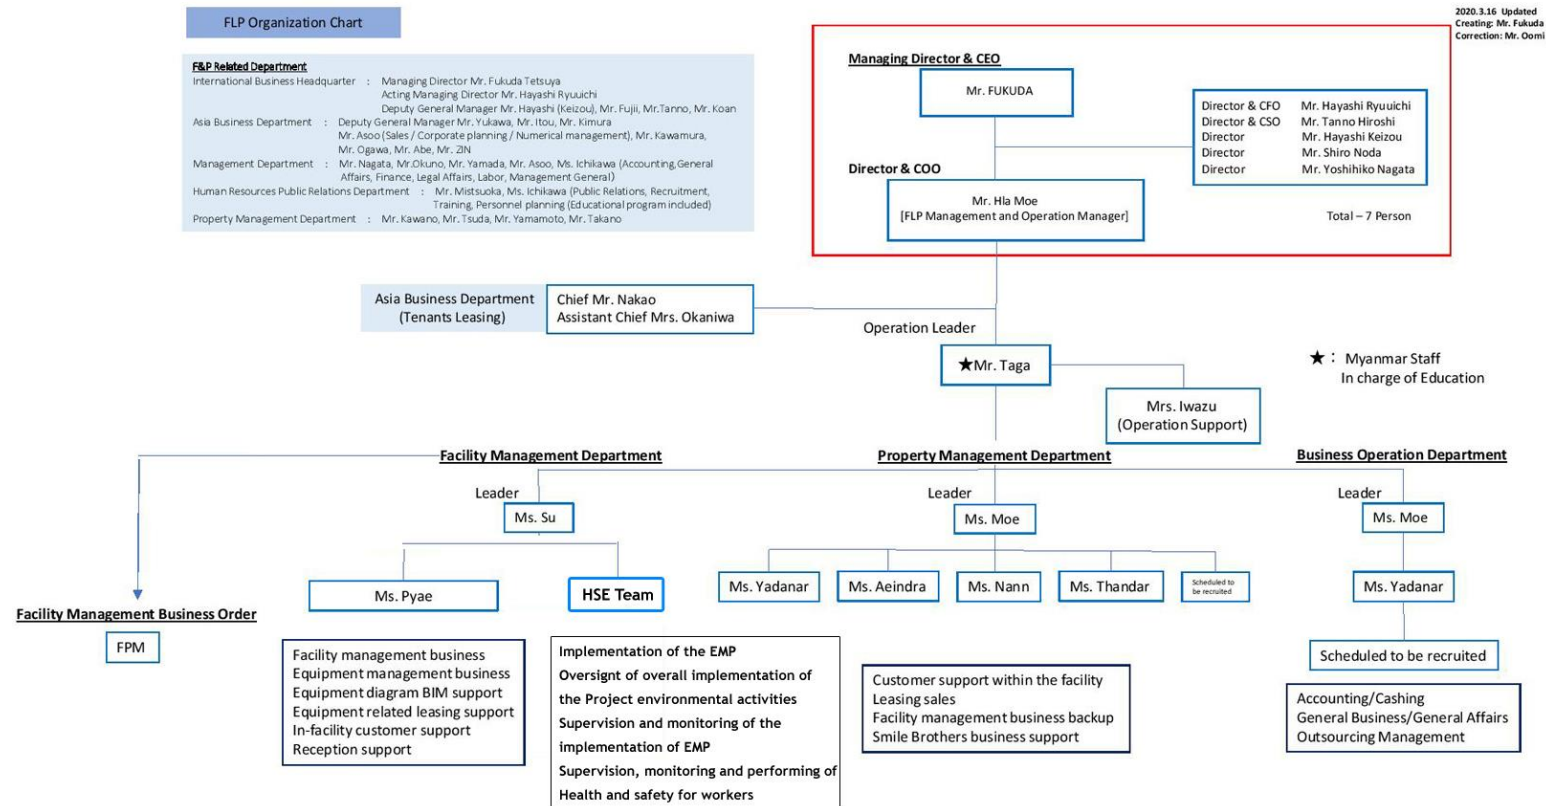 FLP Organization Chart
2020.3.16 Updated
Creating: Mr. Fukuda
Correction: Mr. Oomi
F&P Related Department
International Business Headquarter : Managing Director Mr. Fukuda Tetsuya
Acting Managing Director Mr. Hayashi Ryuuichi
Deputy General Manager Mr. Hayashi (Keizou), Mr. Fujii, Mr.Tanno, Mr. Koan
Asia Business Department : Deputy General Manager Mr. Yukawa, Mr. Itou, Mr. Kimura
Mr. Asoo (Sales / Corporate planning / Numerical management), Mr. Kawamura,
Mr. Ogawa, Mr. Abe, Mr. ZIN
Management Department : Mr. Nagata, Mr.Okuno, Mr. Yamada, Mr. Asoo, Ms. Ichikawa (Accounting,General
Affairs, Finance, Legal Affairs, Labor, Management General)
Human Resources Public Relations Department : Mr. Mistsuoka, Ms. Ichikawa (Public Relations, Recruitment,
Training, Personnel planning (Educational program included)
Property Management Department : Mr. Kawano, Mr. Tsuda, Mr. Yamamoto, Mr. Takano
Managing Director & CEO
Mr. FUKUDA
Director & CFO Mr. Hayashi Ryuuichi
Director & CSO Mr. Tanno Hiroshi
Director Mr. Hayashi Keizou
Director Mr. Shiro Noda
Director Mr. Yoshihiko Nagata
Director & COO
Mr. Hla Moe
[FLP Management and Operation Manager]
Total – 7 Person
Asia Business Department
(Tenants Leasing)
Chief Mr. Nakao
Assistant Chief Mrs. Okaniwa
Operation Leader
★Mr. Taga
★ : Myanmar Staff
In charge of Education
Mrs. Iwazu
(Operation Support)
Facility Management Department
Property Management Department
Business Operation Department
Leader
Ms. Su
Leader
Ms. Moe
Leader
Ms. Moe
Ms. Pyae
HSE Team
Ms. Yadanar
Ms. Aeindra
Ms. Nann
Ms. Thandar
Scheduled to
be recruited
Ms. Yadanar
Facility Management Business Order
FPM
Scheduled to be recruited
Facility management business
Equipment management business
Equipment diagram BIM support
Equipment related leasing support
In-facility customer support
Reception support
Implementation of the EMP
Oversignt of overall implementation of
the Project environmental activities
Supervision and monitoring of the
implementation of EMP
Supervision, monitoring and performing of
Health and safety for workers
Customer support within the facility
Leasing sales
Facility management business backup
Smile Brothers business support
Accounting/Cashing
General Business/General Affairs
Outsourcing Management